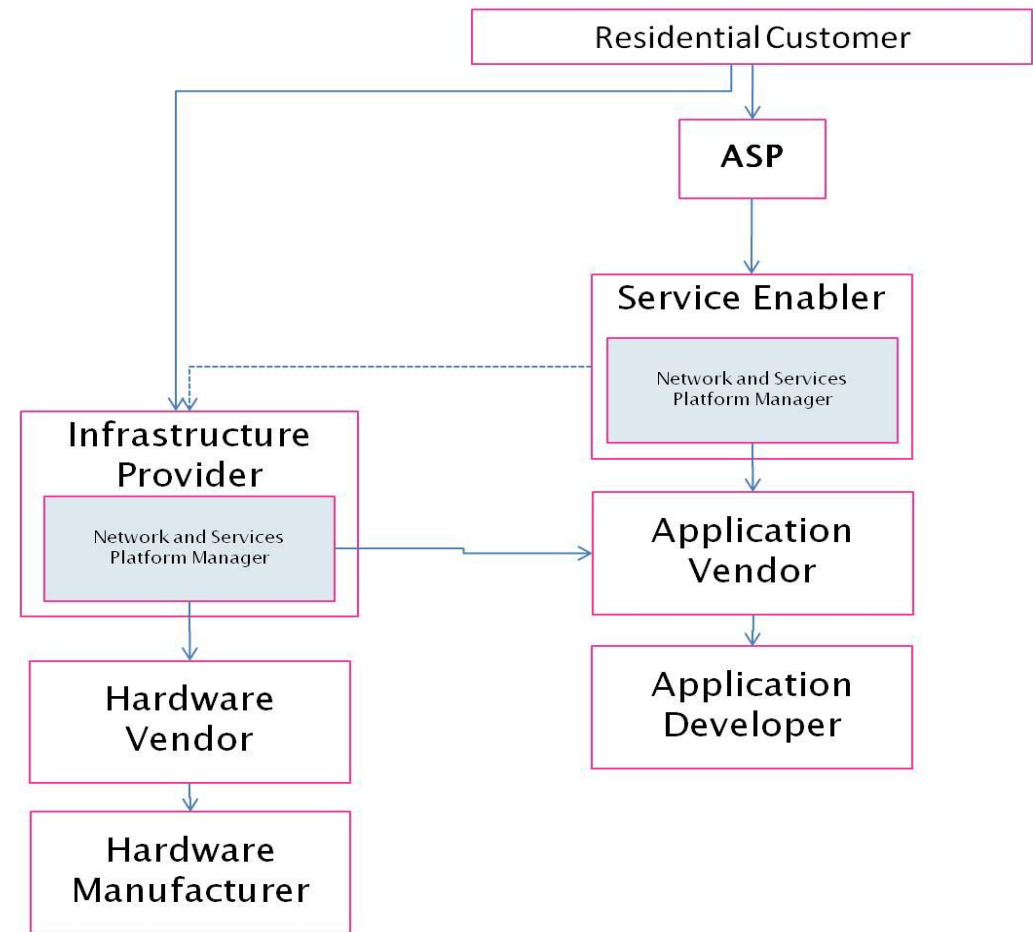 Residential Customer
ASP
Service Enabler
Network and Services
Platform Manager
Infrastructure
Provider
Network and Services
Platform Manager
Application
Vendor
Hardware
Vendor
Application
Developer
Hardware
Manufacturer